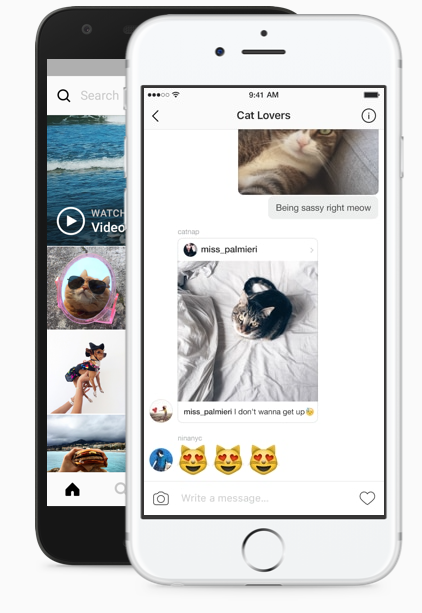 Search
WATCH
Video
9:41 AM
Cat Lovers
Being sassy right meow
catnap
miss_palmieri
miss_palmieri I don't wanna get up
ninanyc
Write a message...